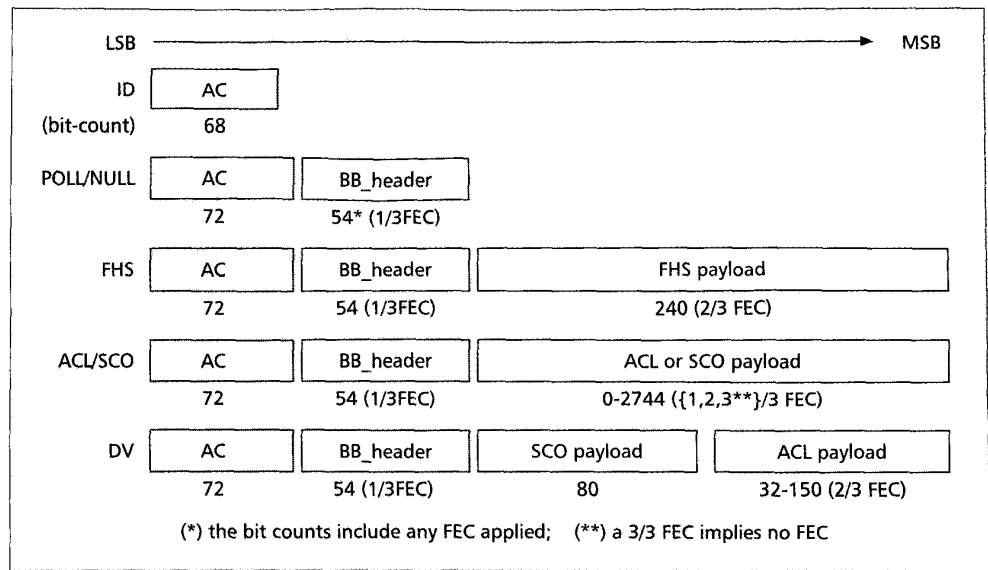 LSB MSB
ID AC
(bit-count) 68
POLL/NULL AC BB_header
72 54* (1/3FEC)
FHS AC BB_header FHS payload
72 54 (1/3FEC) 240 (2/3 FEC)
ACL/SCO AC BB_header ACL or SCO payload
72 54 (1/3FEC) 0-2744 ({1,2,3**}/3 FEC)
DV AC BB_header SCO payload ACL payload
72 54 (1/3FEC) 80 32-150 (2/3 FEC)
(*) the bit counts include any FEC applied; (**) a 3/3 FEC implies no FEC